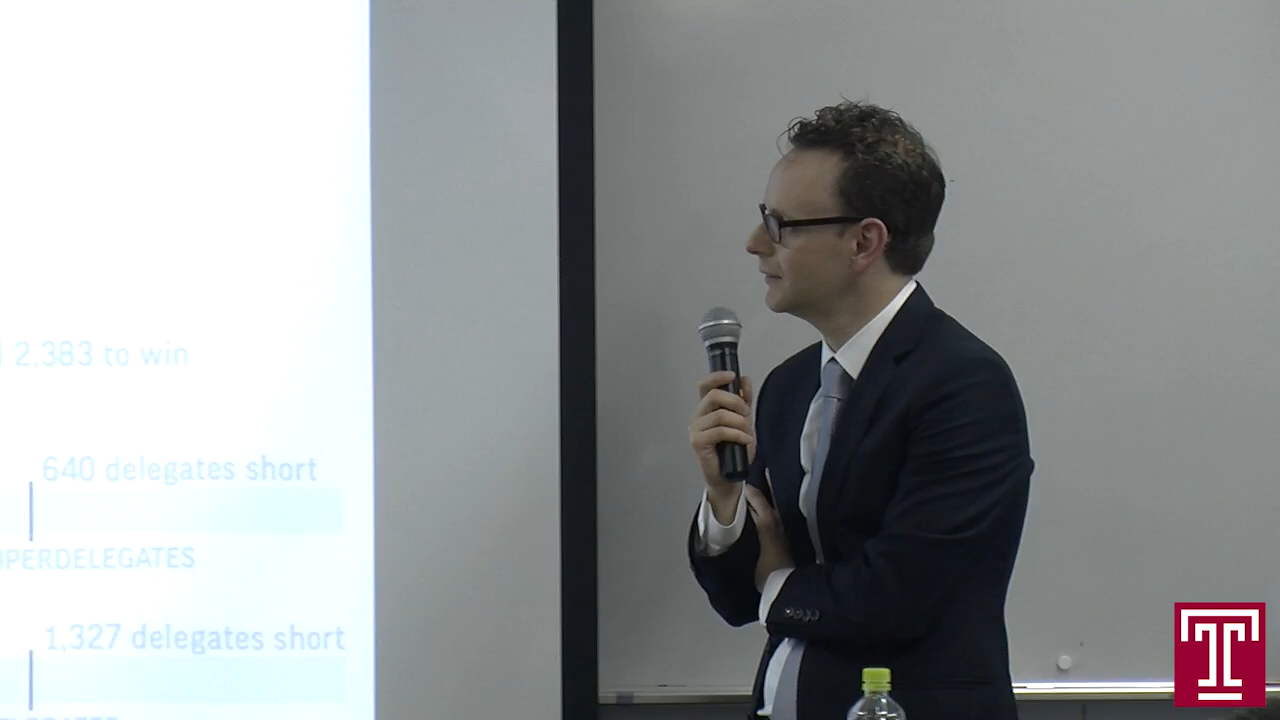 2,383 to win
640 delegates short
PERDELEGATES
1,327 delegates short
T